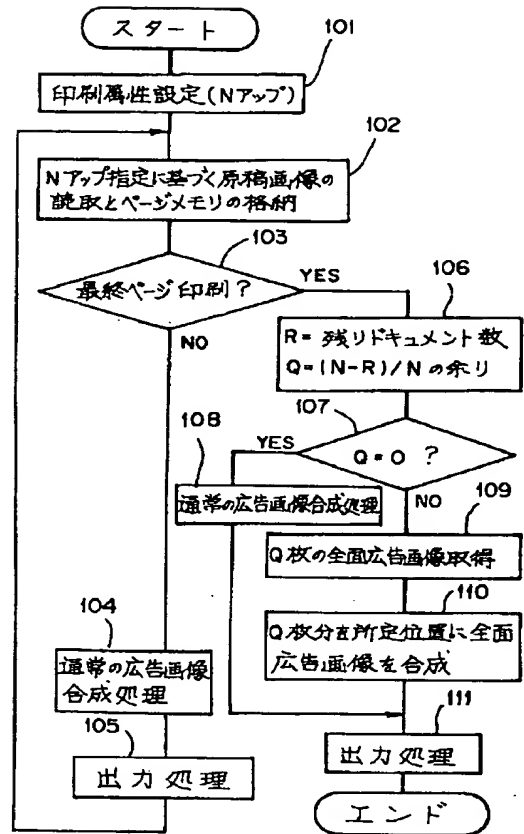 スタート
101
印刷属性設定(Nアップ)
102
Nアップ指定に基づく原稿画像の
読取とページメモリの格納
103
最終ページ印刷?
YES
NO
106
R=残りドキュメント数
Q=(N-R)/Nの余り
107
Q=0 ?
YES
NO
108
通常の広告画像合成処理
109
Q枚の全面広告画像取得
110
Q枚分を所定位置に全面
広告画像を合成
104
通常の広告画像
合成処理
105
出力処理
111
出力処理
エンド